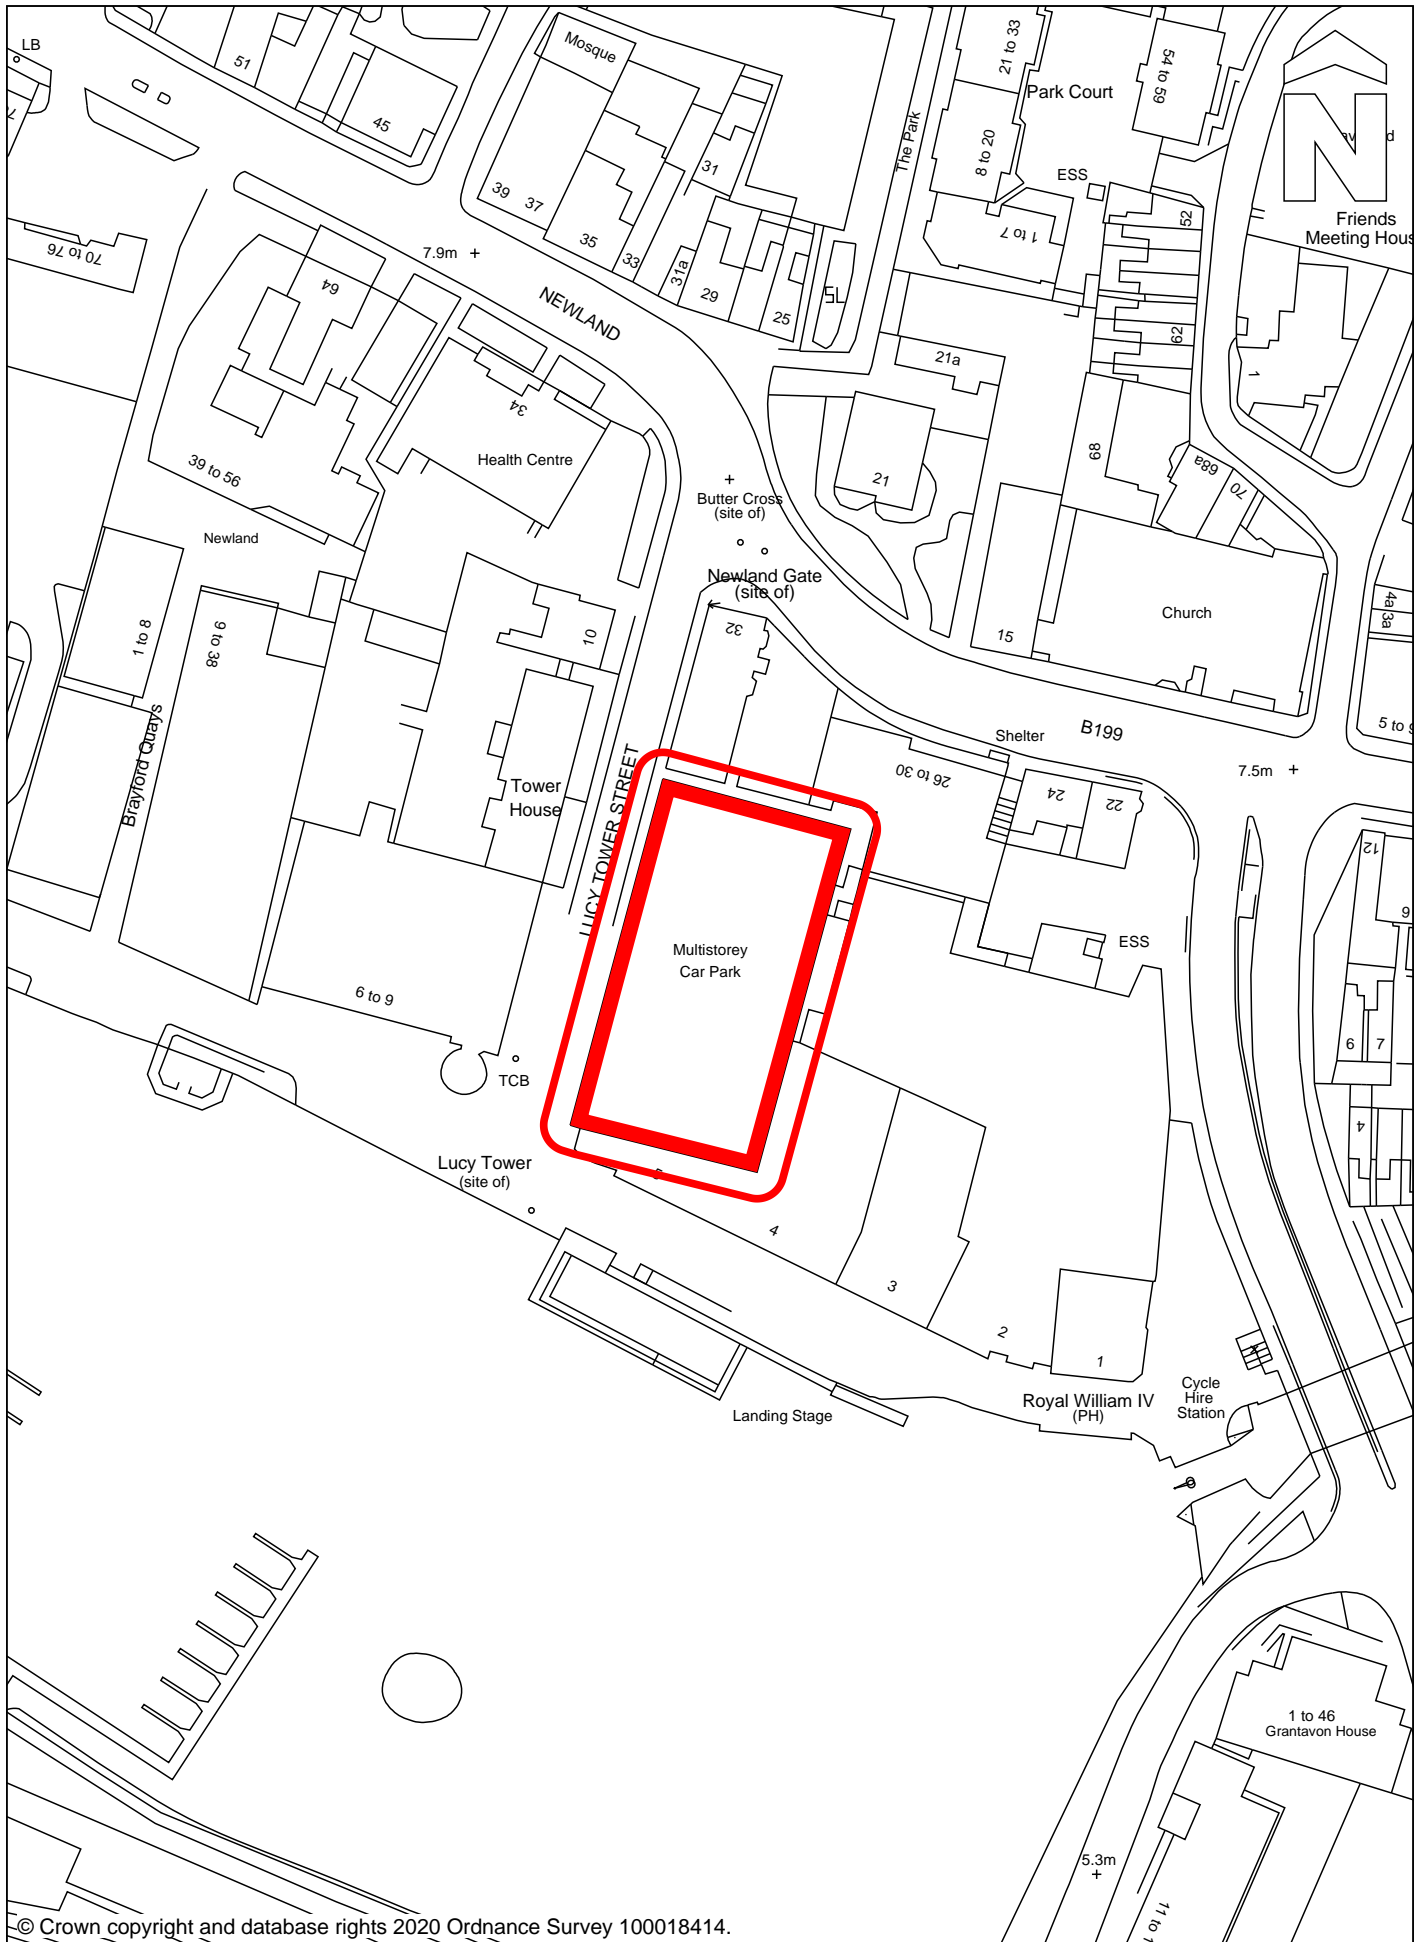 LB
51
45
Mosque
39
37
35
33
31a
31
29
25
The Park
21 to 33
8 to 20
1 to 7
Park Court
54 to 59
ESS
52
62
N
Friends
Meeting Hous
70 to 76
7.9m
64
NEWLAND
34
Health Centre
39 to 56
Newland
Butter Cross
(site of)
Newland Gate
(site of)
21a
21
68
68a
70
1
15
Church
4a
3a
5 to 9
1 to 8
9 to 38
Brayford Quays
10
32
Tower
House
LUCY TOWER STREET
26 to 30
Shelter
B199
24
22
7.5m
12
9
Multistorey
Car Park
ESS
6 to 9
TCB
6
7
4
Lucy Tower
(site of)
4
3
2
1
Landing Stage
Royal William IV
(PH)
Cycle
Hire
Station
1 to 46
Grantavon House
5.3m
11 to
© Crown copyright and database rights 2020 Ordnance Survey 100018414.